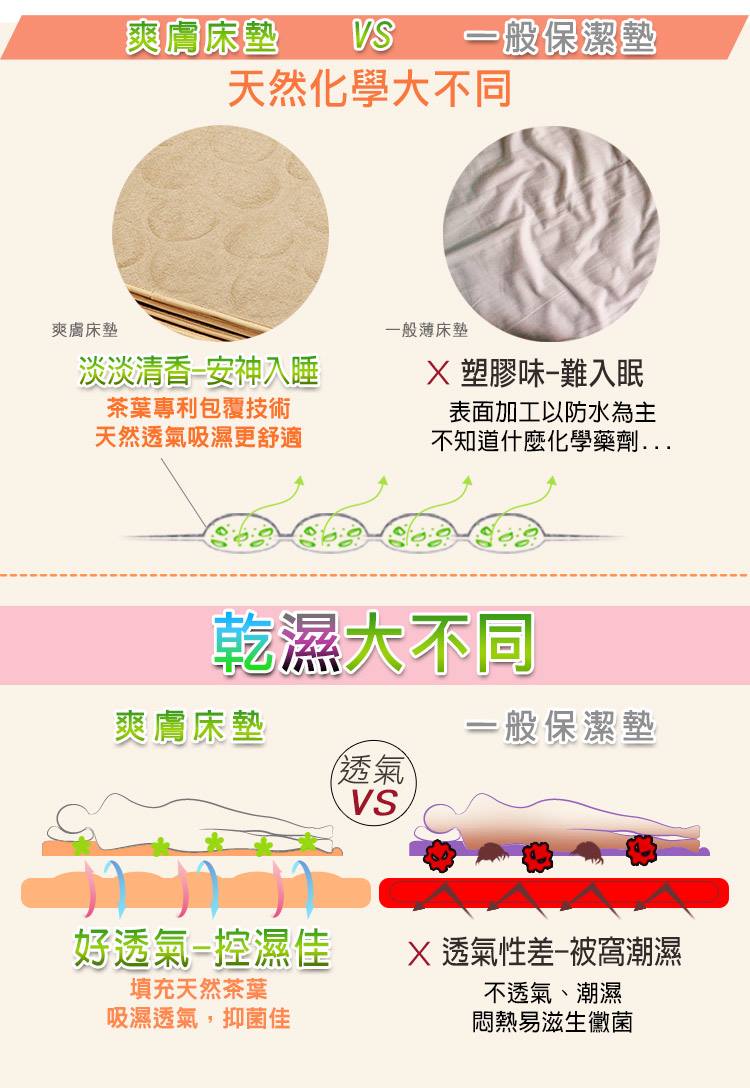 爽膚床墊 VS 一般保潔墊
天然化學大不同
爽膚床墊
一般薄床墊
淡淡清香-安神入睡
茶葉專利包覆技術
天然透氣吸濕更舒適
X 塑膠味-難入眠
表面加工以防水為主
不知道什麼化學藥劑...
乾濕大不同
爽膚床墊
一般保潔墊
透氣
VS
好透氣-控濕佳
填充天然茶葉
吸濕透氣，抑菌佳
X 透氣性差-被窩潮濕
不透氣、潮濕
悶熱易滋生黴菌